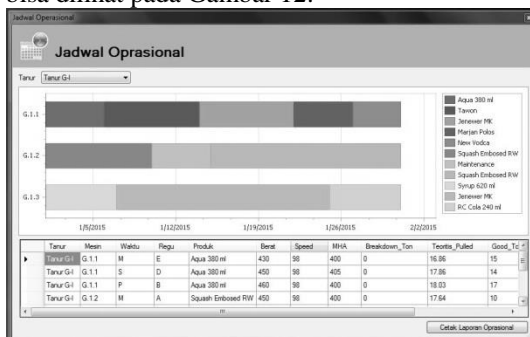 bisa dilihat pada Gambar 12.
Jadwal Operasional
Jadwal Oprasional
Tanur Tanur G-I
G.1.1
G.1.2
G.1.3
1/5/2015 1/12/2015 1/19/2015 1/26/2015 2/2/2015
Aqua 380 ml
Tawon
Jenewer MK
Marjan Polos
New Vodca
Squash Embosed RW
Maintenance
Squash Embosed RW
Syrup 620 ml
Jenewer MK
RC Cola 240 ml
Tanur Mesin Waktu Regu Produk Berat Speed MHA Breakdown_Ton Teoritis_Pulled Good_To
Tanur G-I G.1.1 M E Aqua 380 ml 430 98 400 0 16.86 15
Tanur G-I G.1.1 S D Aqua 380 ml 450 98 405 0 17.86 14
Tanur G-I G.1.1 P B Aqua 380 ml 460 98 400 0 18.03 17
Tanur G-I G.1.2 M A Squash Embosed RW 450 98 400 0 17.64 10
Cetak Laporan Oprasional